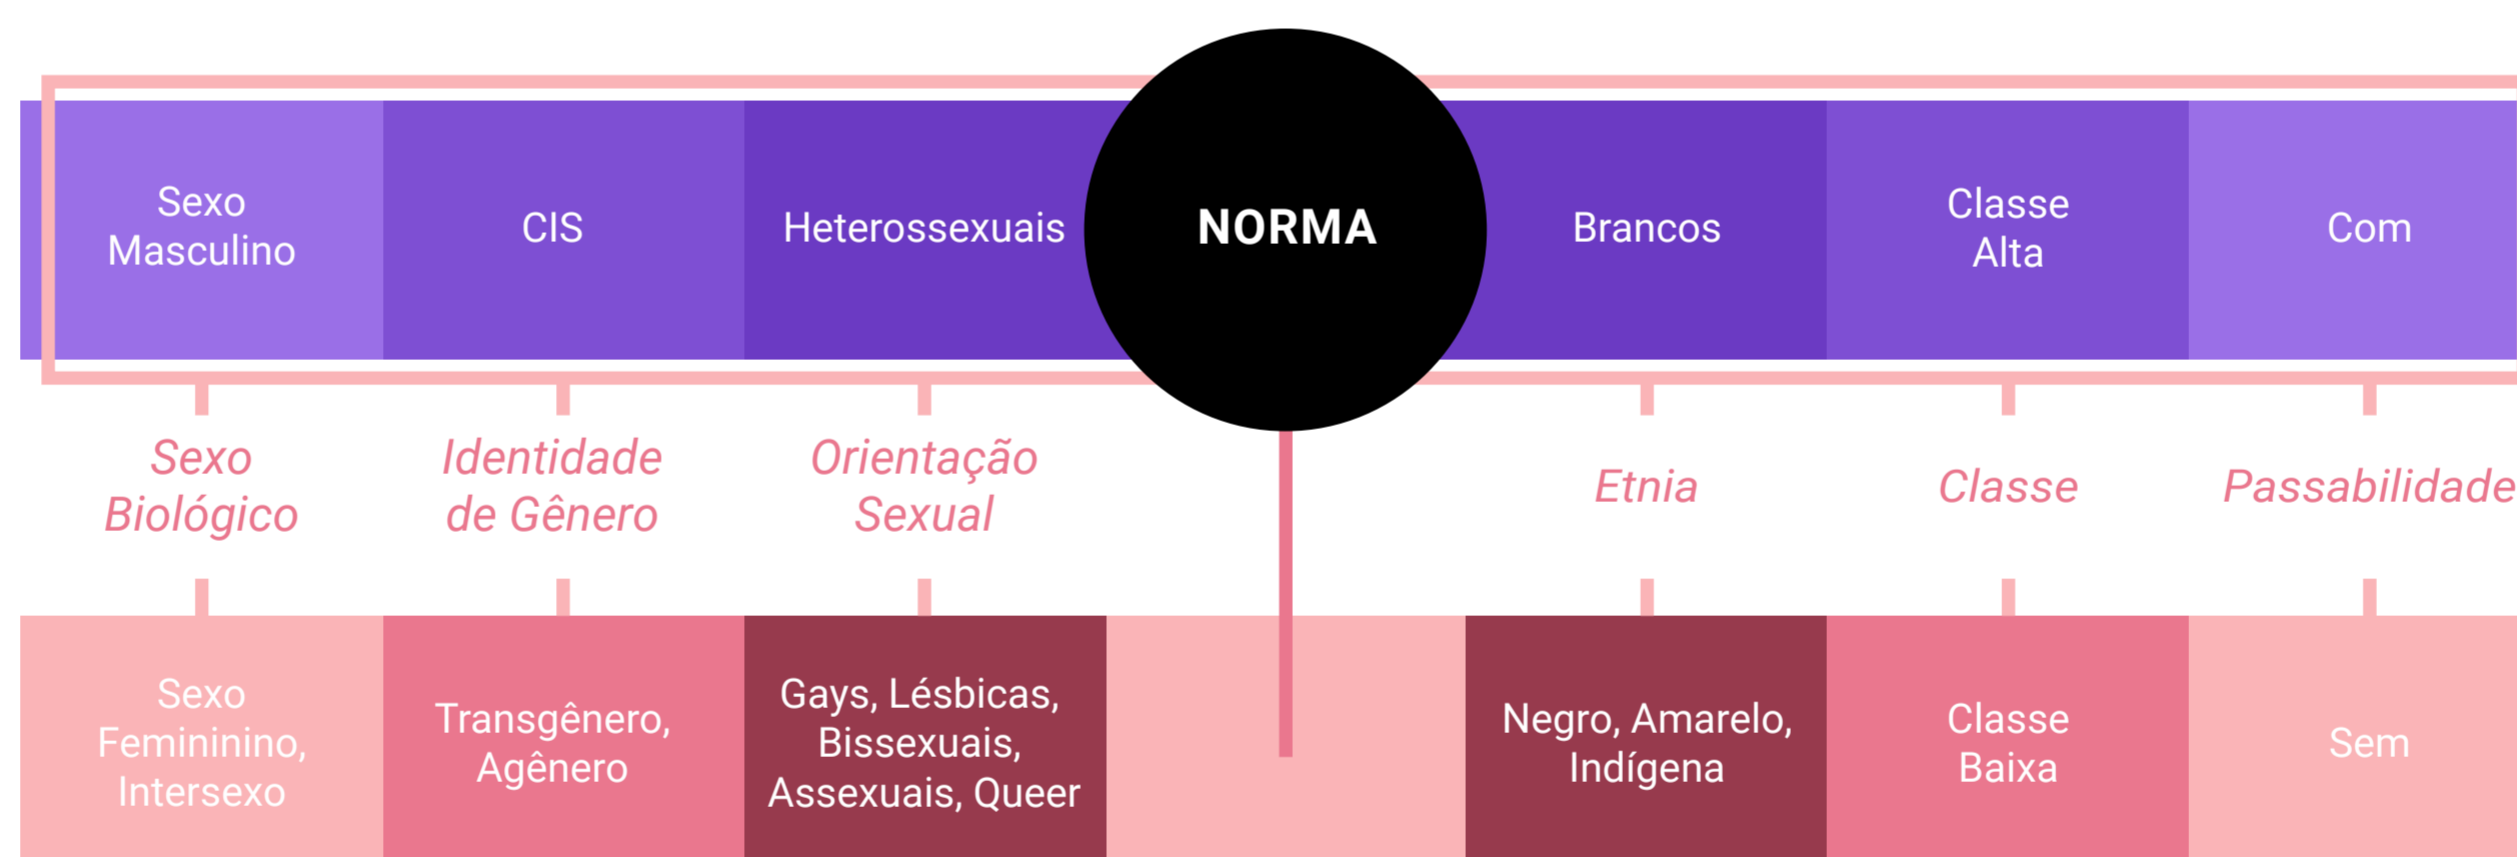 Sexo
Masculino
CIS
Heterossexuais
NORMA
Brancos
Classe
Alta
Com
Sexo
Biológico
Identidade
de Gênero
Orientação
Sexual
Etnia
Classe
Passabilidade
Sexo
Femininino,
Intersexo
Transgênero,
Agênero
Gays, Lésbicas,
Bissexuais,
Assexuais, Queer
Negro, Amarelo,
Indígena
Classe
Baixa
Sem